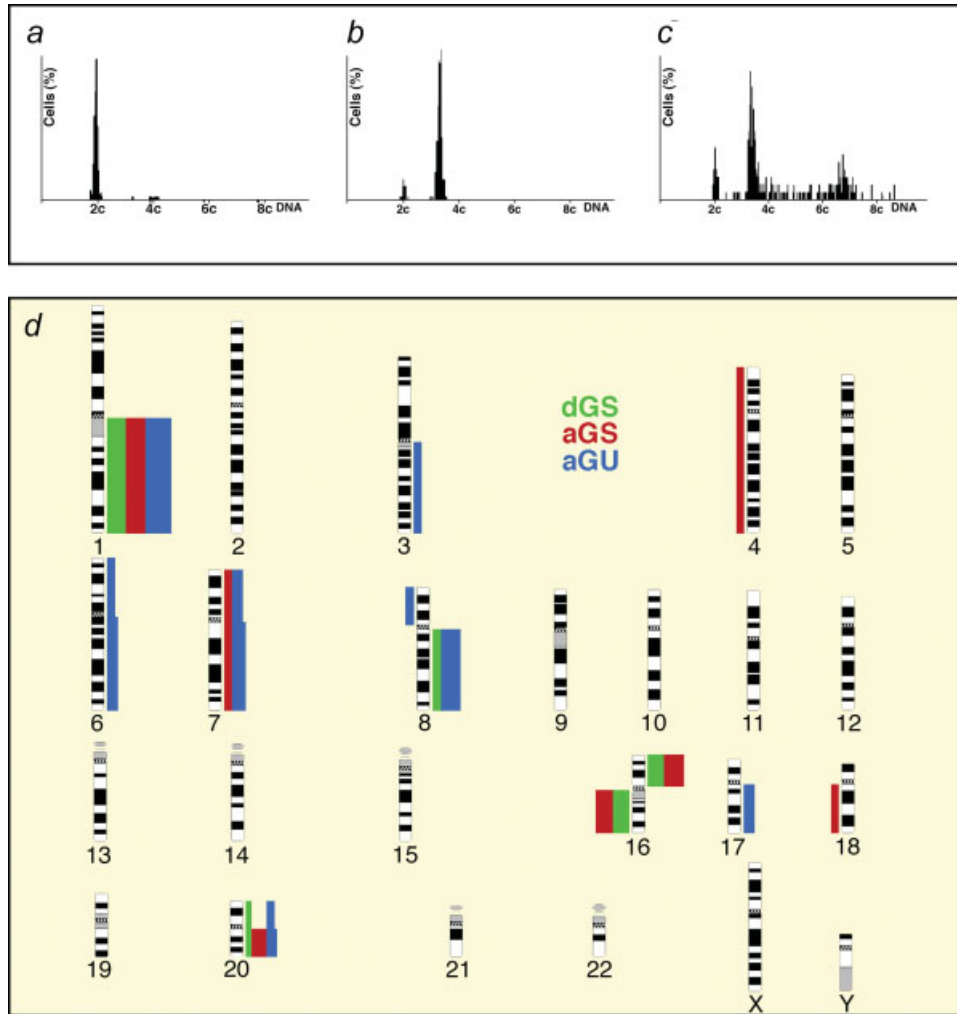 a
b
c
Cells (%)
2c 4c 6c 8c DNA
Cells (%)
2c 4c 6c 8c DNA
Cells (%)
2c 4c 6c 8c DNA
d
dGS
aGS
aGU
1 2 3 4 5
6 7 8 9 10 11 12
13 14 15 16 17 18
19 20 21 22 X Y